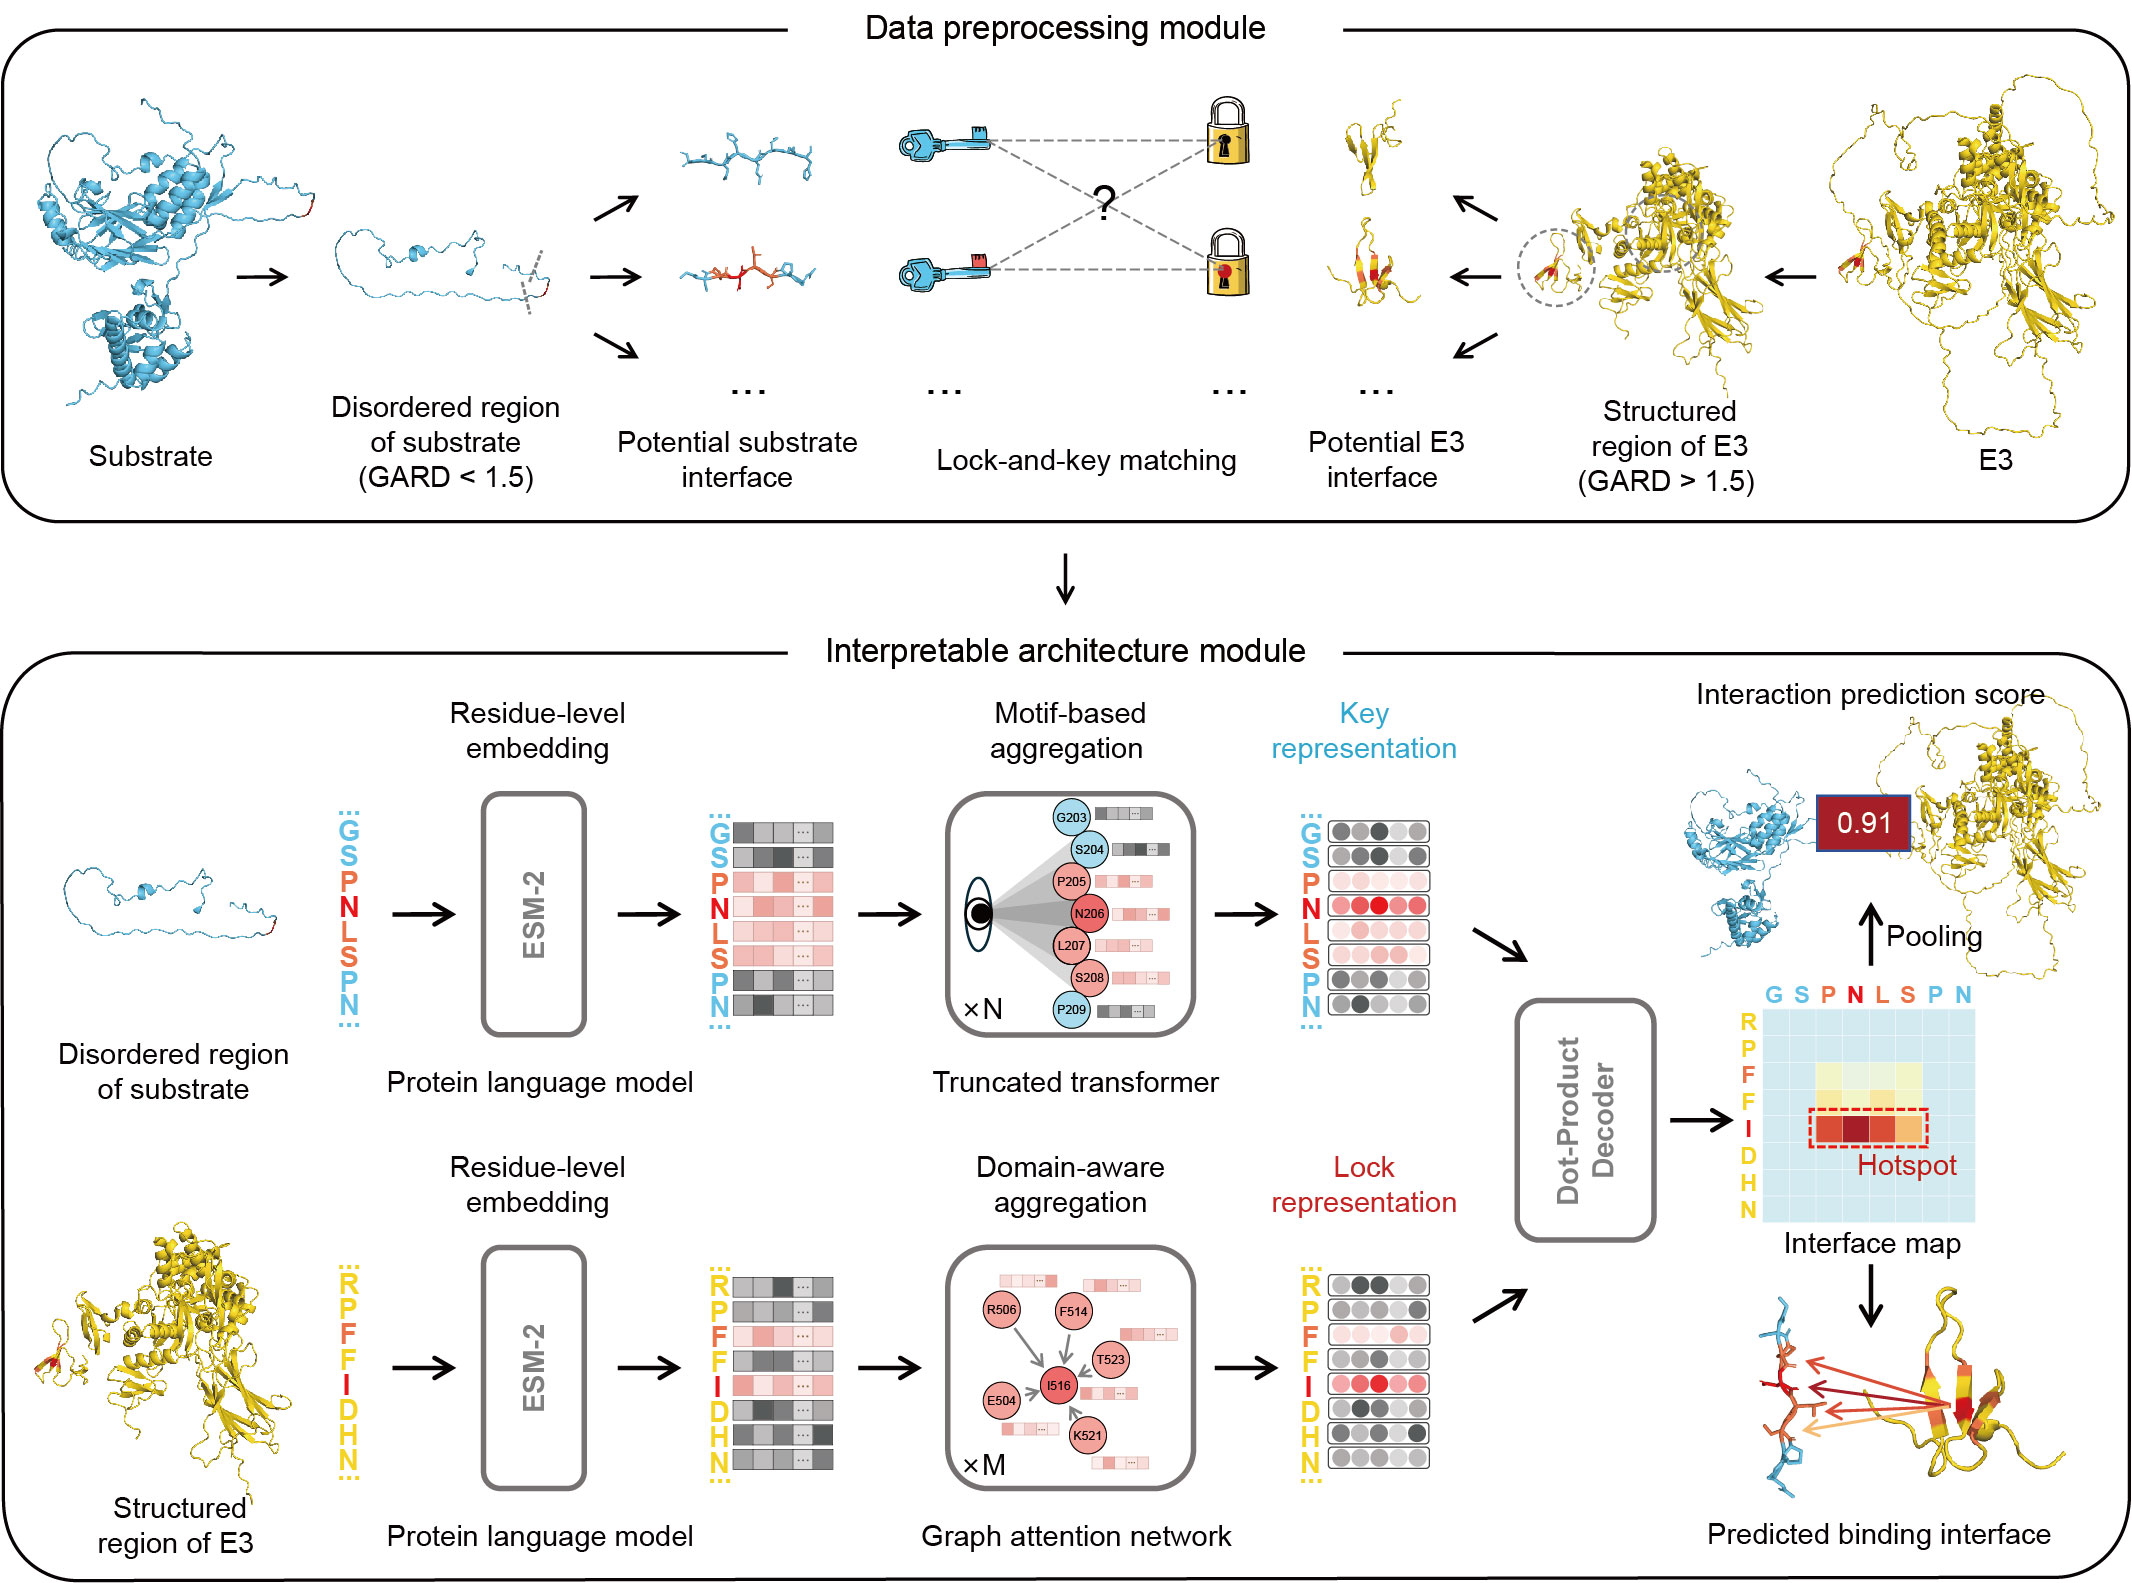 Data preprocessing module
?
...
...
...
...
Substrate
Disordered region
of substrate
(GARD < 1.5)
Potential substrate
interface
Lock-and-key matching
Potential E3
interface
Structured
region of E3
(GARD > 1.5)
E3
Interpretable architecture module
Residue-level
embedding
Motif-based
aggregation
Key
representation
Interaction prediction score
0.91
Pooling
Disordered region
of substrate
...
G
S
P
N
L
S
P
N
...
ESM-2
Protein language model
...
G ...
S ...
P ...
N ...
L ...
S ...
P ...
N ...
...
G203 ...
S204 ...
P205 ...
N206 ...
L207 ...
S208 ...
P209 ...
×N
Truncated transformer
...
G
S
P
N
L
S
P
N
...
Dot-Product
Decoder
G S P N L S P N
R
P
F
F
I
D
H
N
Hotspot
Interface map
Residue-level
embedding
Domain-aware
aggregation
Lock
representation
Structured
region of E3
...
R
P
F
F
I
D
H
N
...
ESM-2
Protein language model
...
R ...
P ...
F ...
F ...
I ...
D ...
H ...
N ...
...
R506 ...
F514 ...
T523 ...
I516 ...
E504 ...
K521 ...
×M
Graph attention network
...
R
P
F
F
I
D
H
N
...
Predicted binding interface